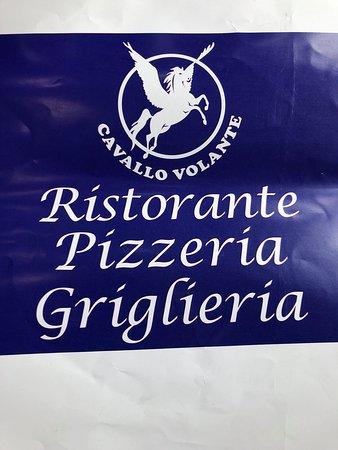 CAVALLO VOLANTE
Ristorante
Pizzeria
Griglieria